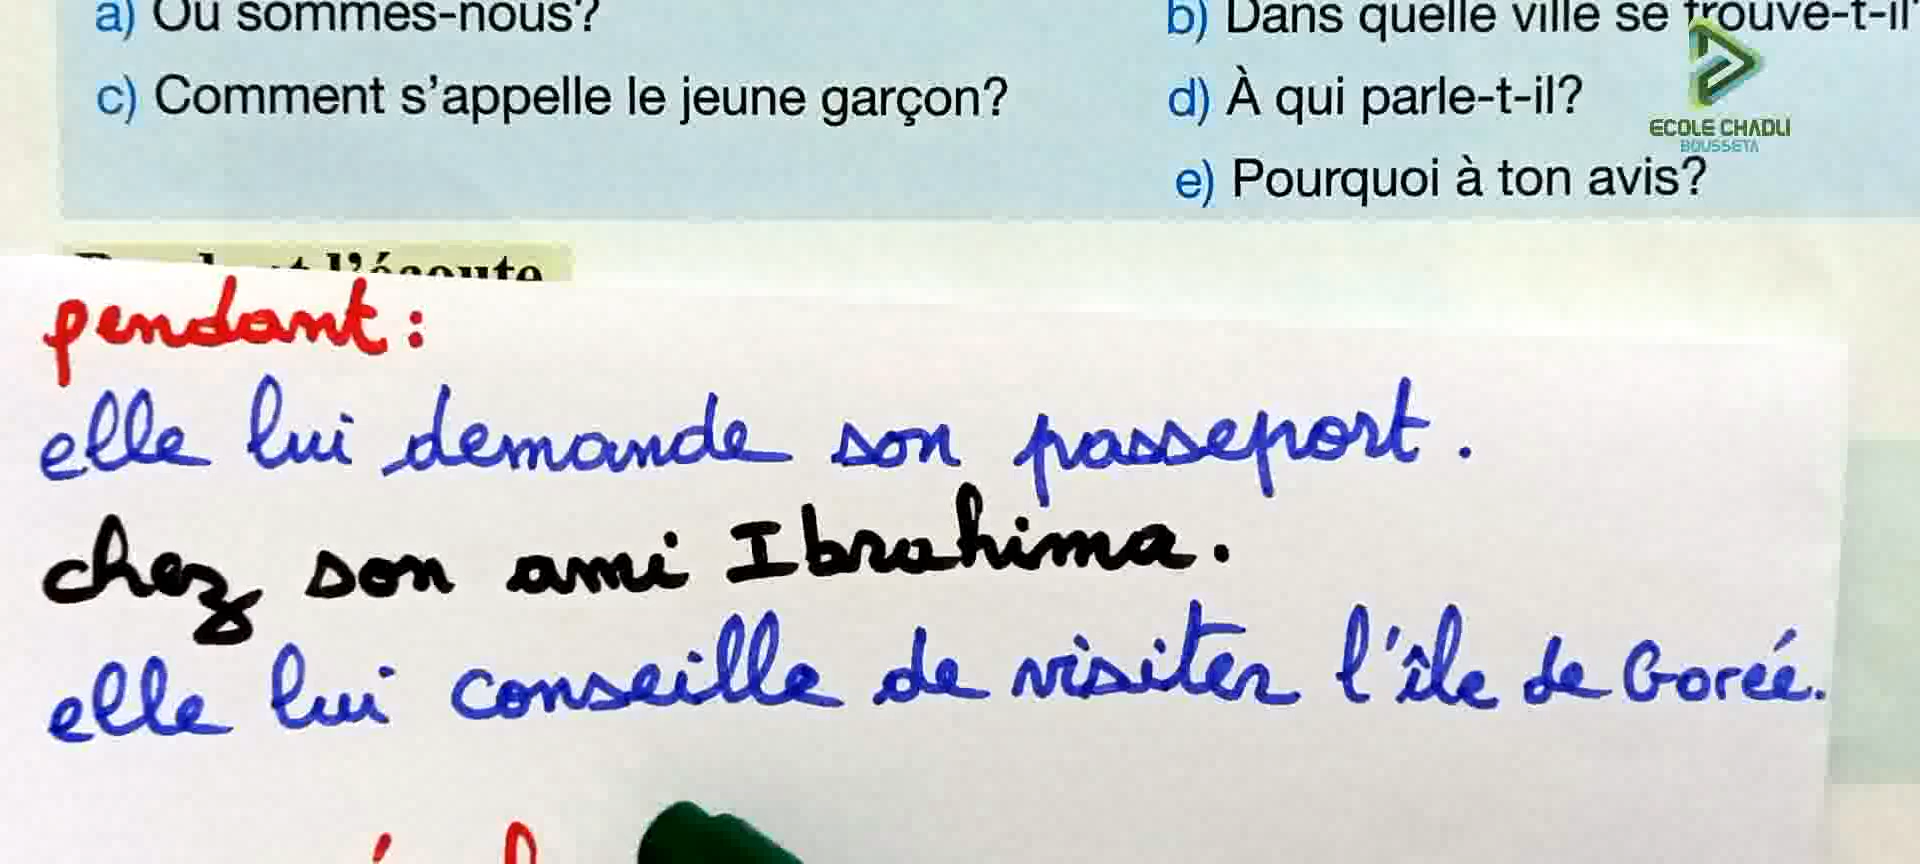 a) Où sommes-nous?
b) Dans quelle ville se trouve-t-il
c) Comment s'appelle le jeune garçon?
d) À qui parle-t-il?
ECOLE CHADLI
BOUSSETA
e) Pourquoi à ton avis?
Pendant l'écoute
pendant :
elle lui demande son passeport.
chez son ami Ibrahima.
elle lui conseille de visiter l'île de Gorée.